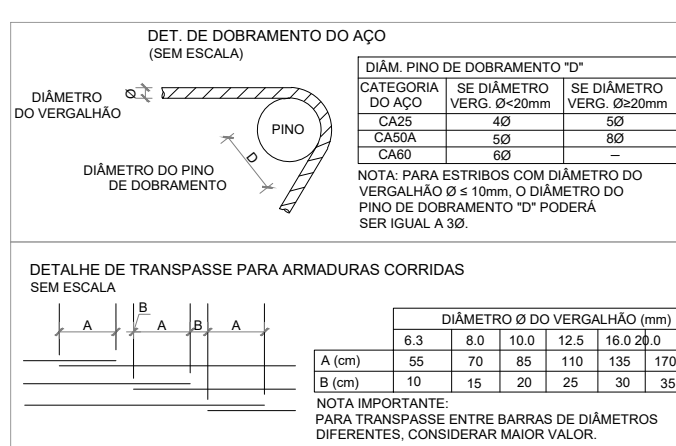 DET. DE DOBRAMENTO DO AÇO
(SEM ESCALA)
DIÂMETRO
DO VERGALHÃO
Ø
PINO
D
DIÂMETRO DO PINO
DE DOBRAMENTO
DIÂM. PINO DE DOBRAMENTO "D"
CATEGORIA DO AÇO SE DIÂMETRO VERG. Ø<20mm SE DIÂMETRO VERG. Ø≥20mm
CA25 4Ø 5Ø
CA50A 5Ø 8Ø
CA60 6Ø –
NOTA: PARA ESTRIBOS COM DIÂMETRO DO
VERGALHÃO Ø ≤ 10mm, O DIÂMETRO DO
PINO DE DOBRAMENTO "D" PODERÁ
SER IGUAL A 3Ø.
DETALHE DE TRANSPASSE PARA ARMADURAS CORRIDAS
SEM ESCALA
B
A A B A
DIÂMETRO Ø DO VERGALHÃO (mm)
6.3 8.0 10.0 12.5 16.0 20.0
A (cm) 55 70 85 110 135 170
B (cm) 10 15 20 25 30 35
NOTA IMPORTANTE:
PARA TRANSPASSE ENTRE BARRAS DE DIÂMETROS
DIFERENTES, CONSIDERAR MAIOR VALOR.